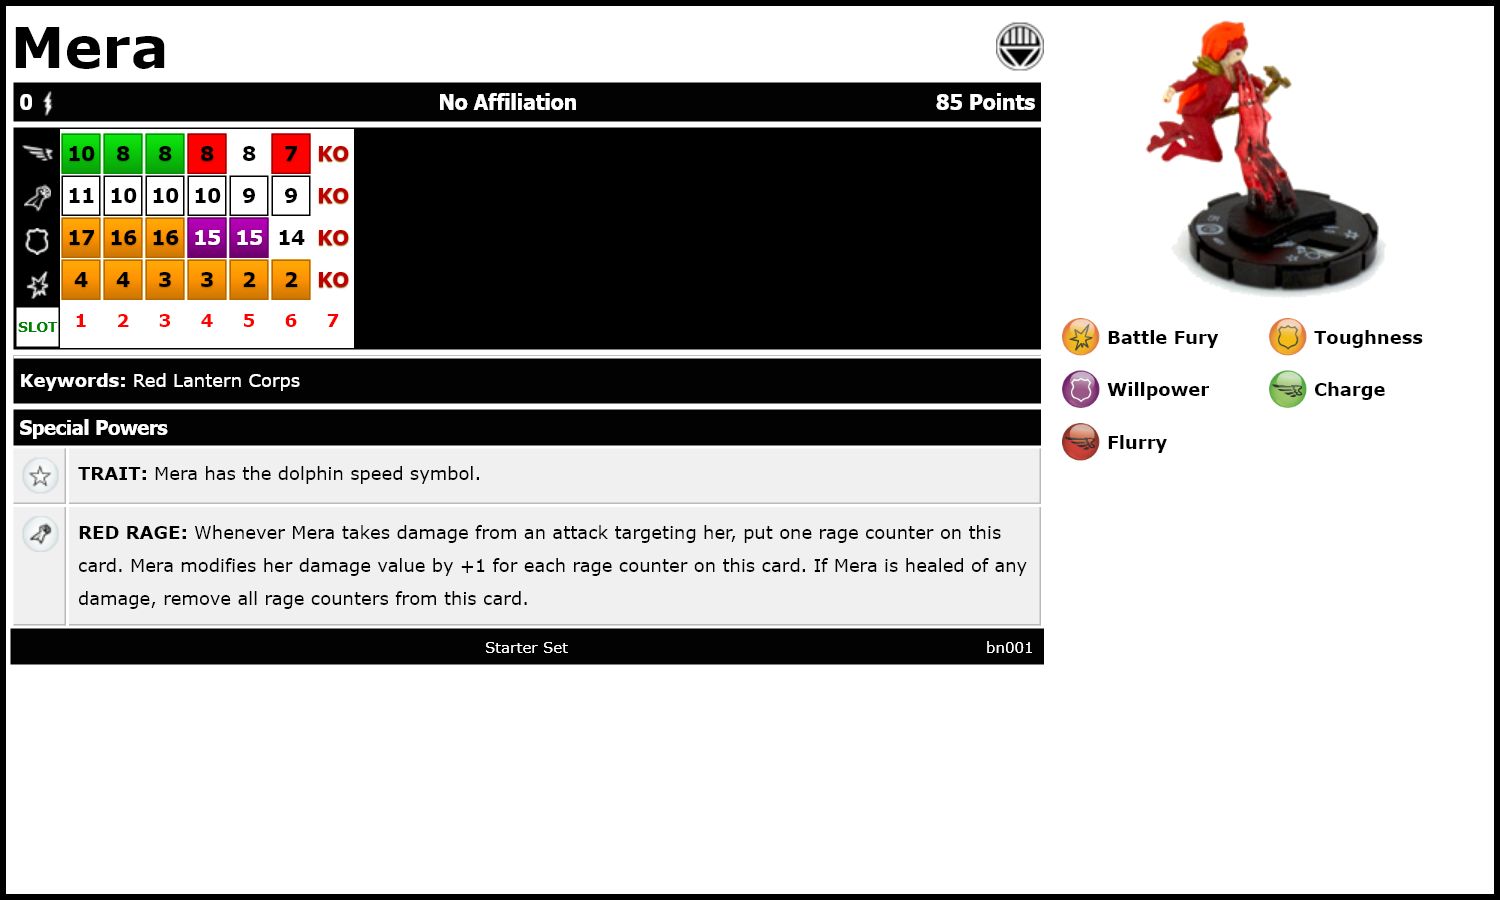 Mera
0 No Affiliation 85 Points
10 8 8 8 8 7 KO
11 10 10 10 9 9 KO
17 16 16 15 15 14 KO
4 4 3 3 2 2 KO
SLOT 1 2 3 4 5 6 7
Keywords: Red Lantern Corps
Special Powers
TRAIT: Mera has the dolphin speed symbol.
RED RAGE: Whenever Mera takes damage from an attack targeting her, put one rage counter on this
card. Mera modifies her damage value by +1 for each rage counter on this card. If Mera is healed of any
damage, remove all rage counters from this card.
Starter Set bn001
Battle Fury Toughness
Willpower Charge
Flurry